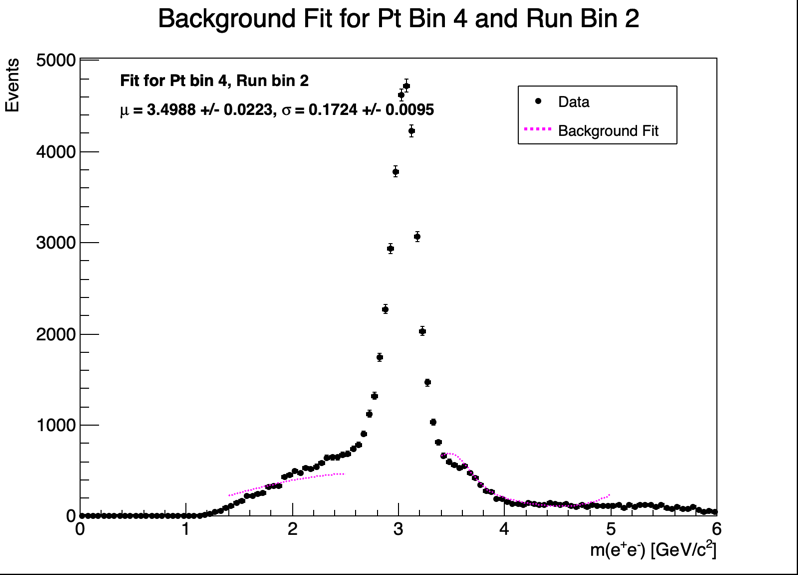 Background Fit for Pt Bin 4 and Run Bin 2
Events
Fit for Pt bin 4, Run bin 2
μ = 3.4988 +/- 0.0223, σ = 0.1724 +/- 0.0095
Data
Background Fit
5000
4000
3000
2000
1000
0
0 1 2 3 4 5 6
m(e⁺e⁻) [GeV/c²]